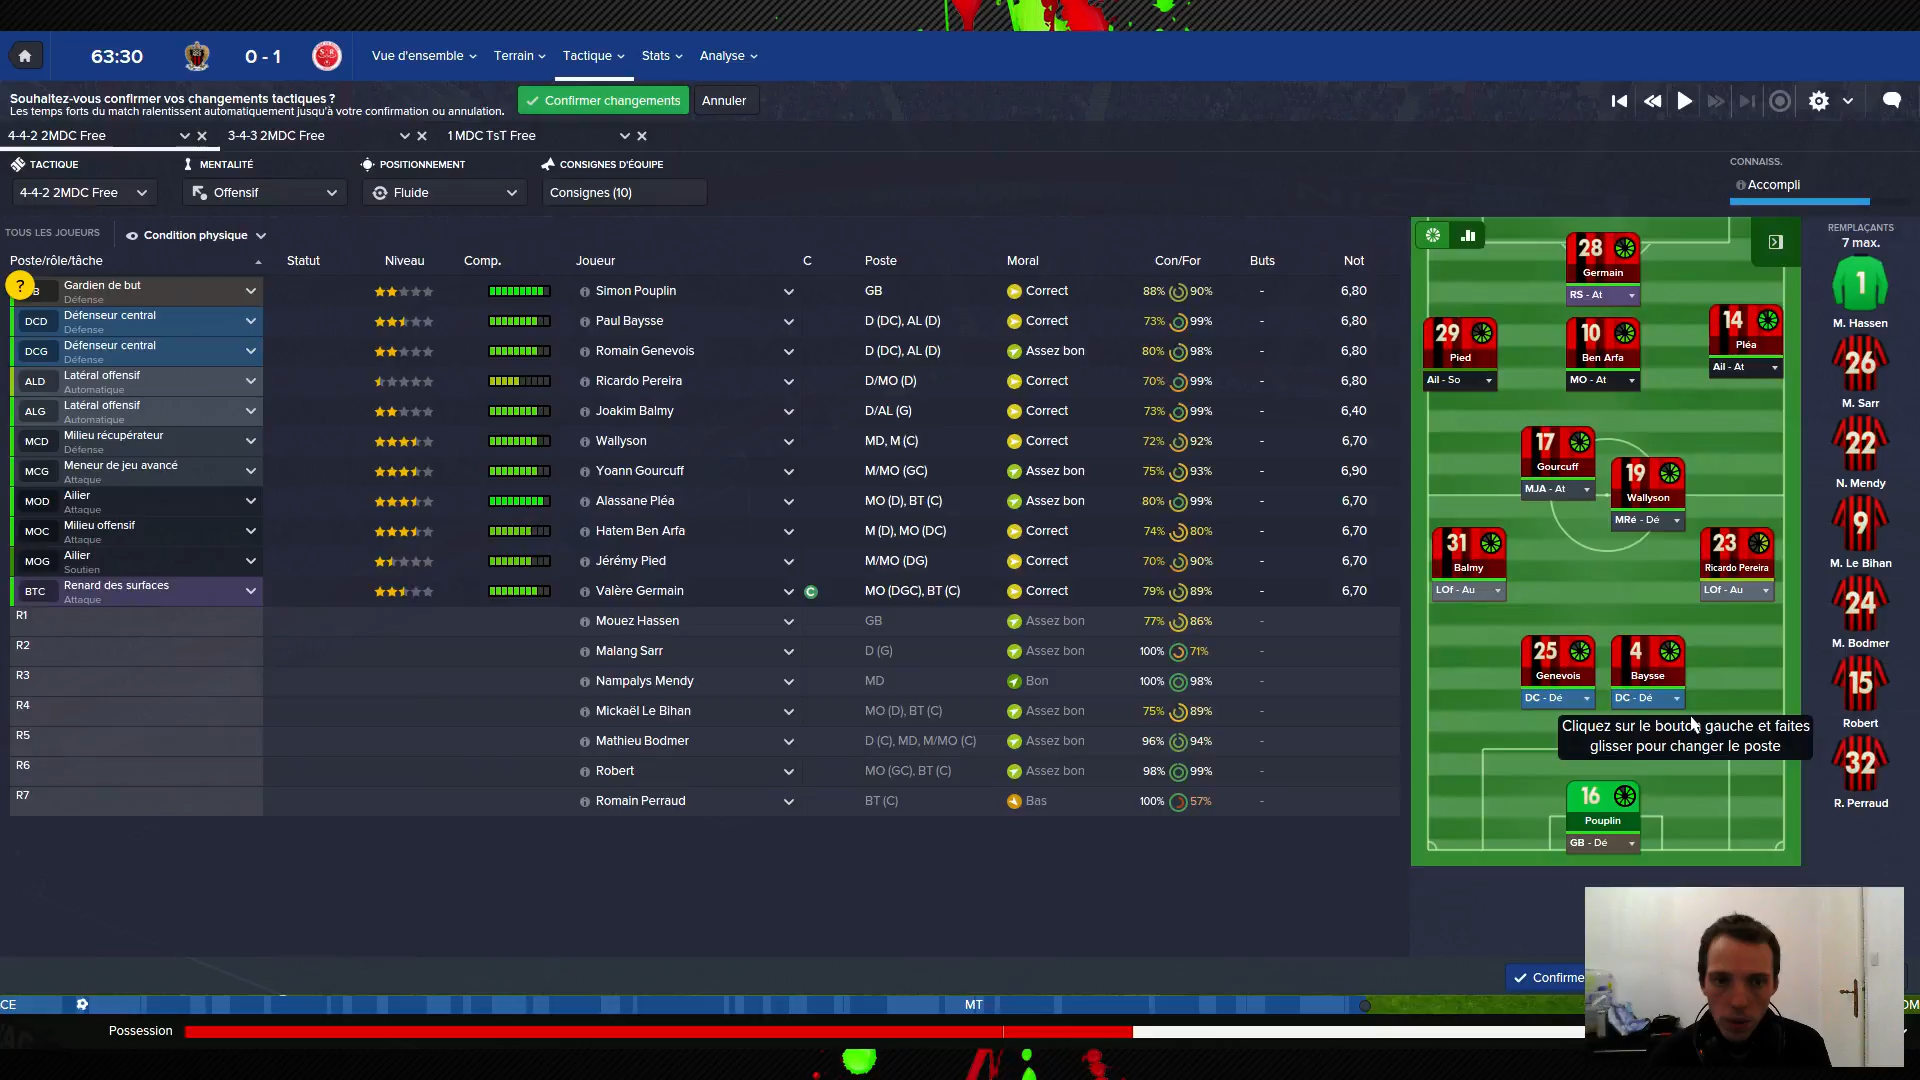 63:30
0 - 1
Vue d'ensemble
Terrain
Tactique
Stats
Analyse
Souhaitez-vous confirmer vos changements tactiques ?
Les temps forts du match ralentissent automatiquement jusqu'à votre confirmation ou annulation.
Confirmer changements
Annuler
4-4-2 2MDC Free
3-4-3 2MDC Free
1 MDC TsT Free
TACTIQUE
MENTALITÉ
POSITIONNEMENT
CONSIGNES D'ÉQUIPE
CONNAISS.
4-4-2 2MDC Free
Offensif
Fluide
Consignes (10)
Accompli
TOUS LES JOUEURS
Condition physique
Poste/rôle/tâche
Statut
Niveau
Comp.
Joueur
C
Poste
Moral
Con/For
Buts
Not
? B Gardien de but
Défense
Simon Pouplin GB Correct 88% 90% - 6,80
DCD Défenseur central
Défense
Paul Baysse D (DC), AL (D) Correct 73% 99% - 6,80
DCG Défenseur central
Défense
Romain Genevois D (DC), AL (D) Assez bon 80% 98% - 6,80
ALD Latéral offensif
Automatique
Ricardo Pereira D/MO (D) Correct 70% 99% - 6,80
ALG Latéral offensif
Automatique
Joakim Balmy D/AL (G) Correct 73% 99% - 6,40
MCD Milieu récupérateur
Défense
Wallyson MD, M (C) Correct 72% 92% - 6,70
MCG Meneur de jeu avancé
Attaque
Yoann Gourcuff M/MO (GC) Assez bon 75% 93% - 6,90
MOD Ailier
Attaque
Alassane Pléa MO (D), BT (C) Assez bon 80% 99% - 6,70
MOC Milieu offensif
Attaque
Hatem Ben Arfa M (D), MO (DC) Correct 74% 80% - 6,70
MOG Ailier
Soutien
Jérémy Pied M/MO (DG) Correct 70% 90% - 6,70
BTC Renard des surfaces
Attaque
Valère Germain C MO (DGC), BT (C) Correct 79% 89% - 6,70
R1 Mouez Hassen GB Assez bon 77% 86% -
R2 Malang Sarr D (G) Assez bon 100% 71% -
R3 Nampalys Mendy MD Bon 100% 98% -
R4 Mickaël Le Bihan MO (D), BT (C) Assez bon 75% 89% -
R5 Mathieu Bodmer D (C), MD, M/MO (C) Assez bon 96% 94% -
R6 Robert MO (GC), BT (C) Assez bon 98% 99% -
R7 Romain Perraud BT (C) Bas 100% 57% -
28
Germain
RS - At
29
Pied
Ail - So
10
Ben Arfa
MO - At
14
Pléa
Ail - At
17
Gourcuff
MJA - At
19
Wallyson
MRé - Dé
31
Balmy
LOf - Au
23
Ricardo Pereira
LOf - Au
25
Genevois
DC - Dé
4
Baysse
DC - Dé
Cliquez sur le bouton gauche et faites
glisser pour changer le poste
16
Pouplin
GB - Dé
REMPLAÇANTS
7 max.
1
M. Hassen
26
M. Sarr
22
N. Mendy
9
M. Le Bihan
24
M. Bodmer
15
Robert
32
R. Perraud
Confirme
CE
MT
OM
Possession